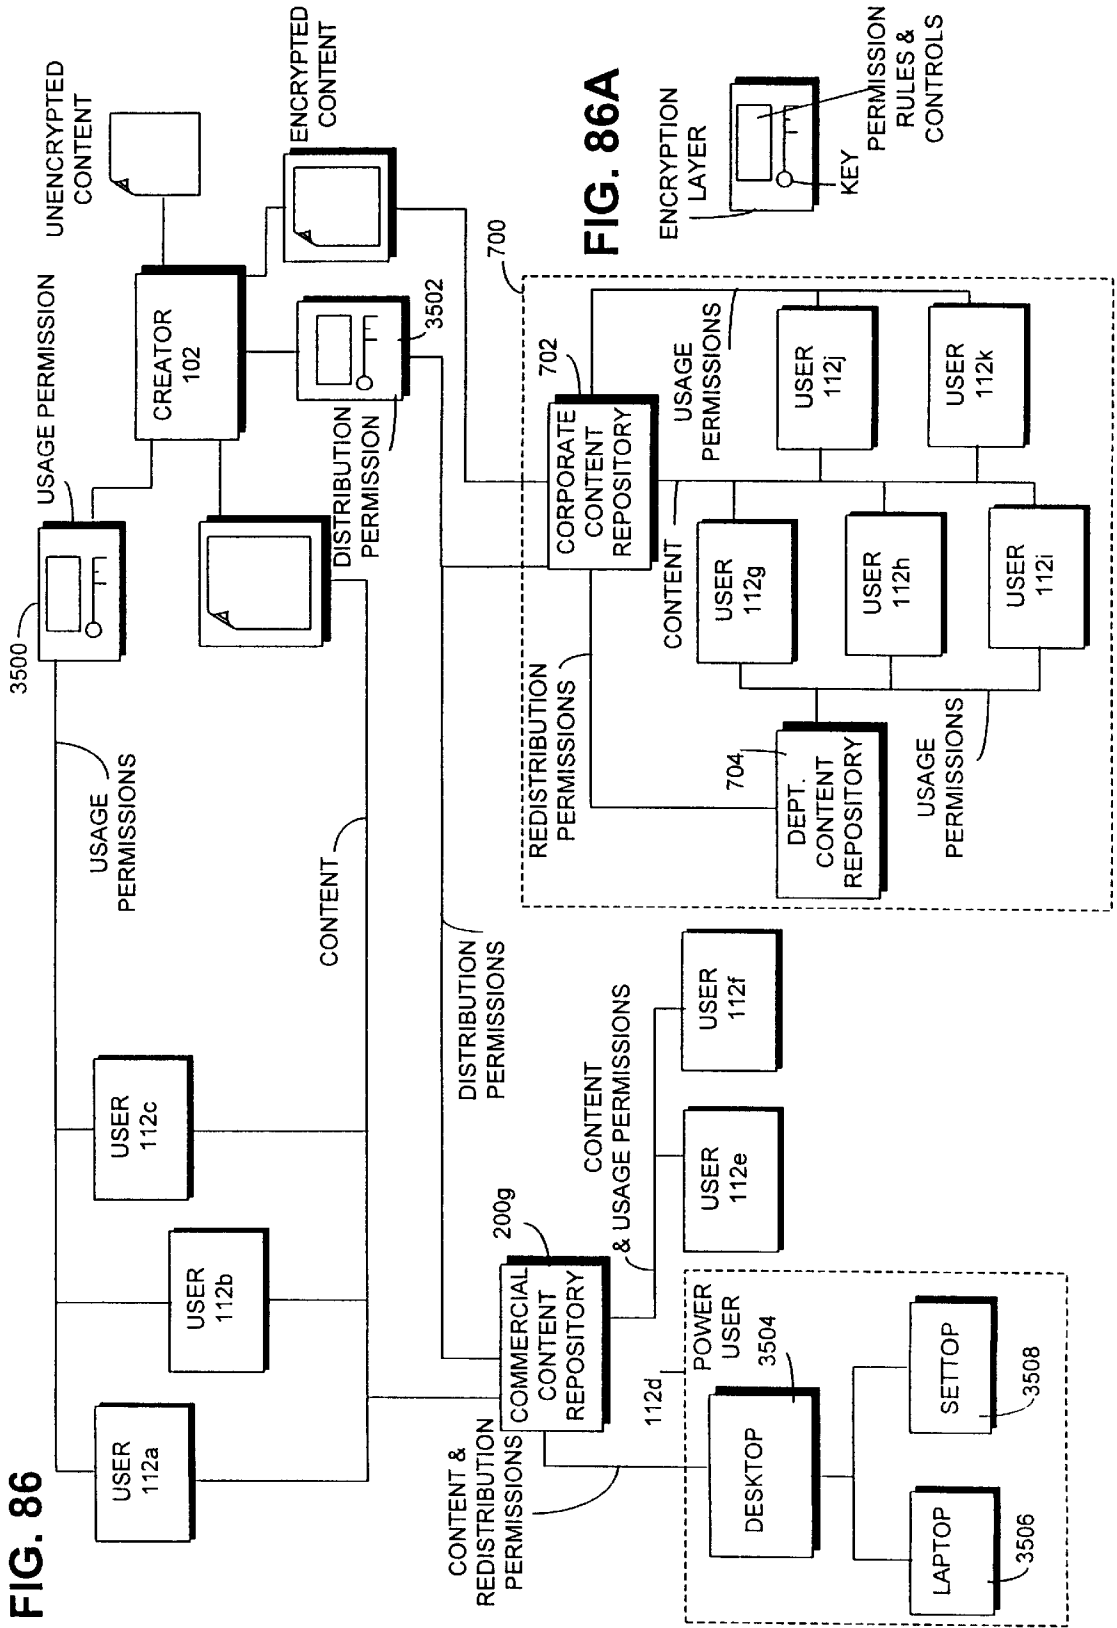 FIG. 86
UNENCRYPTED
CONTENT
USAGE PERMISSION
3500
CREATOR
102
ENCRYPTED
CONTENT
3502
DISTRIBUTION
PERMISSION
USAGE
PERMISSIONS
CONTENT
USER
112a
USER
112b
USER
112c
DISTRIBUTION
PERMISSIONS
COMMERCIAL
CONTENT
REPOSITORY
200g
CONTENT &
REDISTRIBUTION
PERMISSIONS
CONTENT
& USAGE PERMISSIONS
USER
112e
USER
112f
112d
POWER
USER
DESKTOP
3504
LAPTOP
3506
SETTOP
3508
700
CORPORATE
CONTENT
REPOSITORY
702
REDISTRIBUTION
PERMISSIONS
CONTENT
USAGE
PERMISSIONS
704
DEPT.
CONTENT
REPOSITORY
USER
112g
USER
112h
USER
112i
USER
112j
USER
112k
USAGE
PERMISSIONS
FIG. 86A
ENCRYPTION
LAYER
KEY
PERMISSION
RULES &
CONTROLS